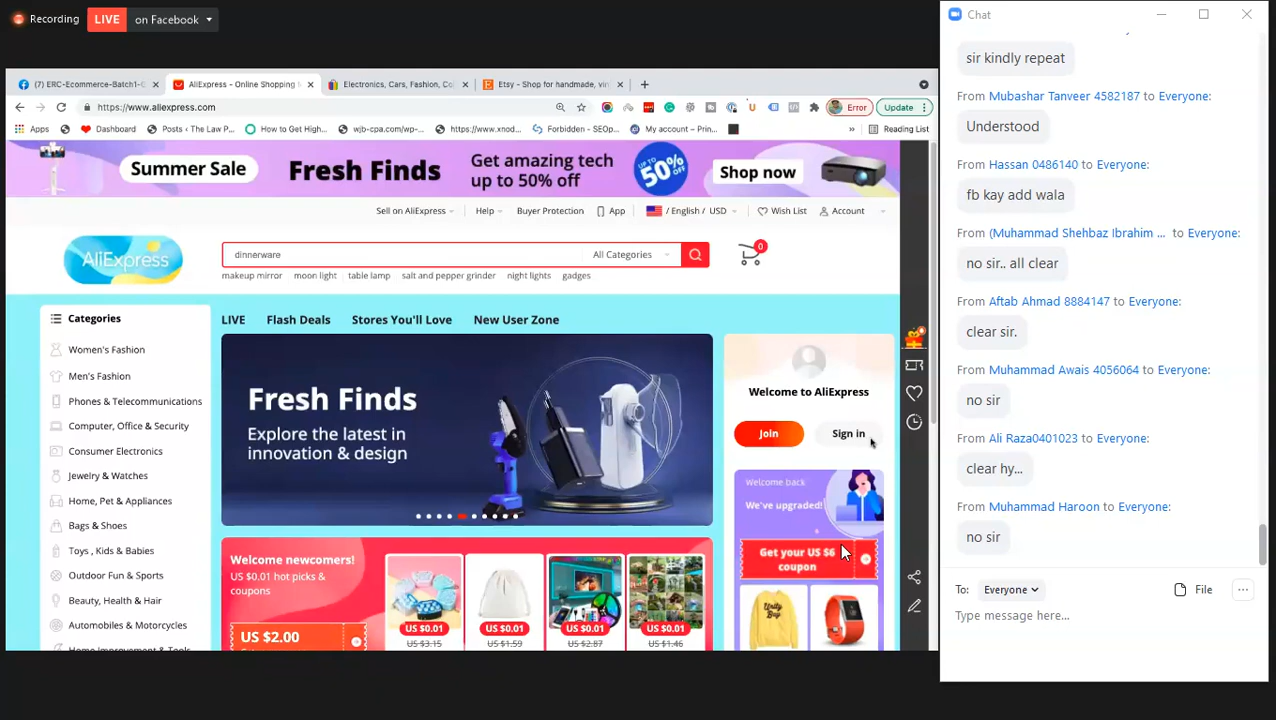 Recording
LIVE
on Facebook
(7) ERC-Ecommerce-Batch1-
AliExpress - Online Shopping
Electronics, Cars, Fashion, Co
Etsy - Shop for handmade, vin
https://www.aliexpress.com
Error
Update
Apps
Dashboard
Posts ‹ The Law P...
How to Get High...
wjb-cpa.com/wp-...
https://www.xnod...
Forbidden - SEOp...
My account – Prin...
»
Reading List
Summer Sale
Fresh Finds
Get amazing tech
up to 50% off
UP TO
50%
Shop now
Sell on AliExpress
Help
Buyer Protection
App
/ English / USD
Wish List
Account
AliExpress
dinnerware
All Categories
0
makeup mirror
moon light
table lamp
salt and pepper grinder
night lights
gadges
Categories
Women's Fashion
Men's Fashion
Phones & Telecommunications
Computer, Office & Security
Consumer Electronics
Jewelry & Watches
Home, Pet & Appliances
Bags & Shoes
Toys , Kids & Babies
Outdoor Fun & Sports
Beauty, Health & Hair
Automobiles & Motorcycles
Home Improvement & Tools
LIVE
Flash Deals
Stores You'll Love
New User Zone
Fresh Finds
Explore the latest in
innovation & design
Welcome to AliExpress
Join
Sign in
Welcome back
We've upgraded!
Get your US $6
coupon
Welcome newcomers!
US $0.01 hot picks &
coupons
US $2.00
US $0.01
US $3.15
US $0.01
US $1.59
US $0.01
US $2.87
US $0.01
US $1.46
Chat
sir kindly repeat
From Mubashar Tanveer 4582187 to Everyone:
Understood
From Hassan 0486140 to Everyone:
fb kay add wala
From (Muhammad Shehbaz Ibrahim ... to Everyone:
no sir.. all clear
From Aftab Ahmad 8884147 to Everyone:
clear sir.
From Muhammad Awais 4056064 to Everyone:
no sir
From Ali Raza0401023 to Everyone:
clear hy...
From Muhammad Haroon to Everyone:
no sir
To: Everyone
File
...
Type message here...